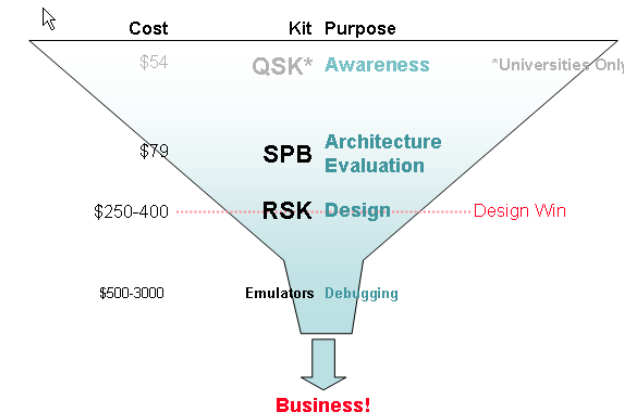 Cost Kit Purpose
$54 QSK* Awareness *Universities Only
$79 SPB Architecture
Evaluation
$250-400 RSK Design Design Win
$500-3000 Emulators Debugging
Business!